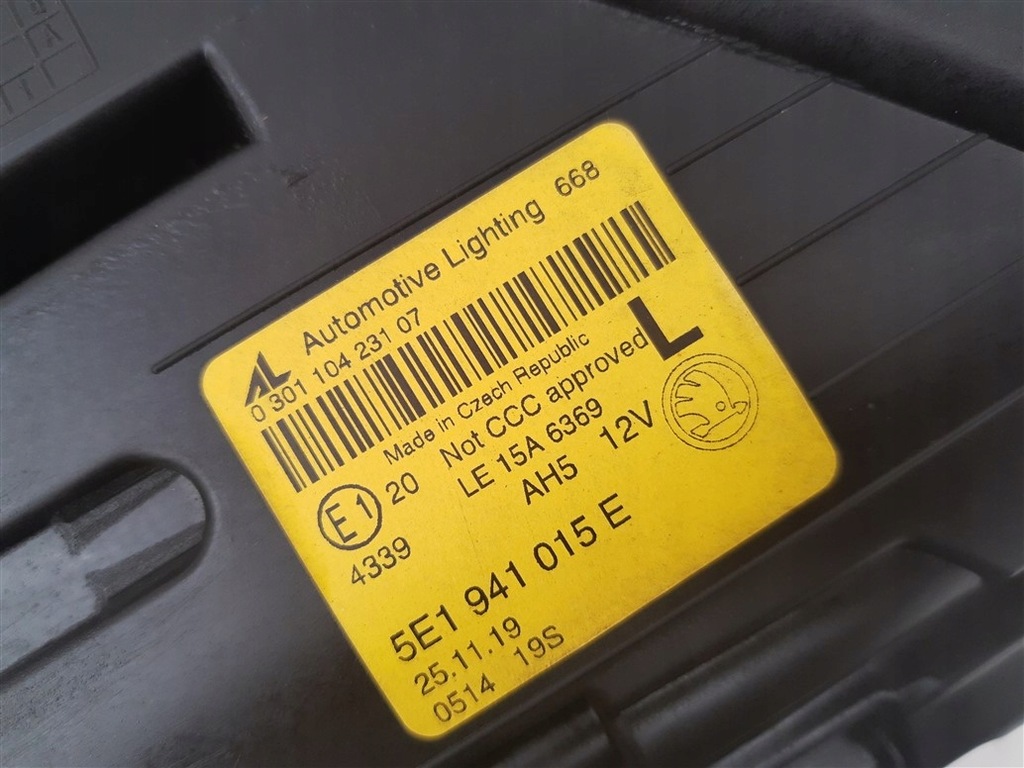 AL Automotive Lighting 668
0 301 104 231 07
Made in Czech Republic
Not CCC approved L
E1 20 LE 15A 6369
4339 AH5 12V
5E1 941 015 E
25.11.19
0514 19S